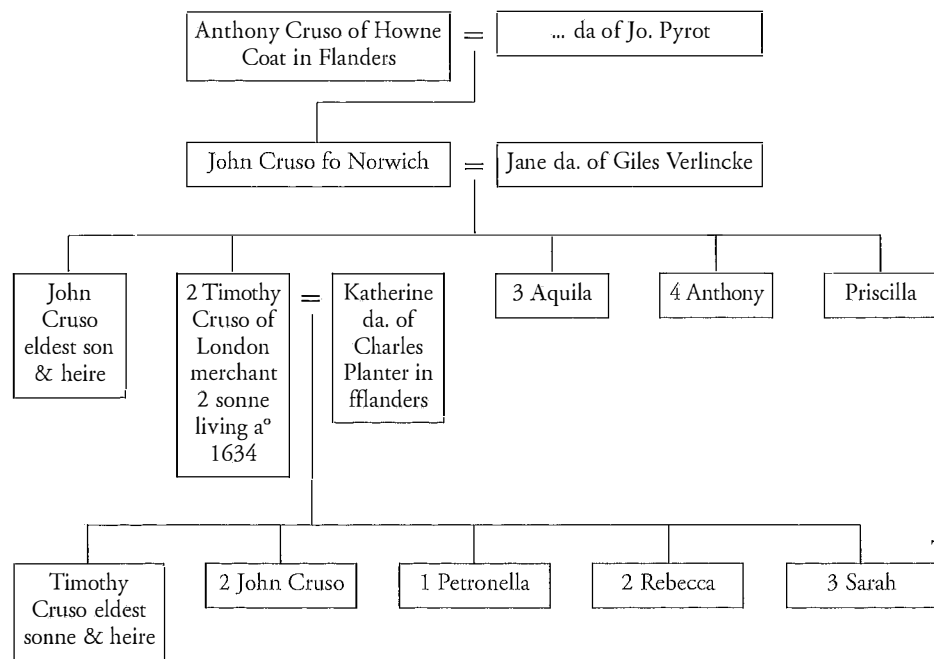 Anthony Cruso of Howne
Coat in Flanders
=
... da of Jo. Pyrot
John Cruso fo Norwich
=
Jane da. of Giles Verlincke
John
Cruso
eldest son
& heire
2 Timothy
Cruso of
London
merchant
2 sonne
living aº
1634
=
Katherine
da. of
Charles
Planter in
fflanders
3 Aquila
4 Anthony
Priscilla
Timothy
Cruso eldest
sonne & heire
2 John Cruso
1 Petronella
2 Rebecca
3 Sarah